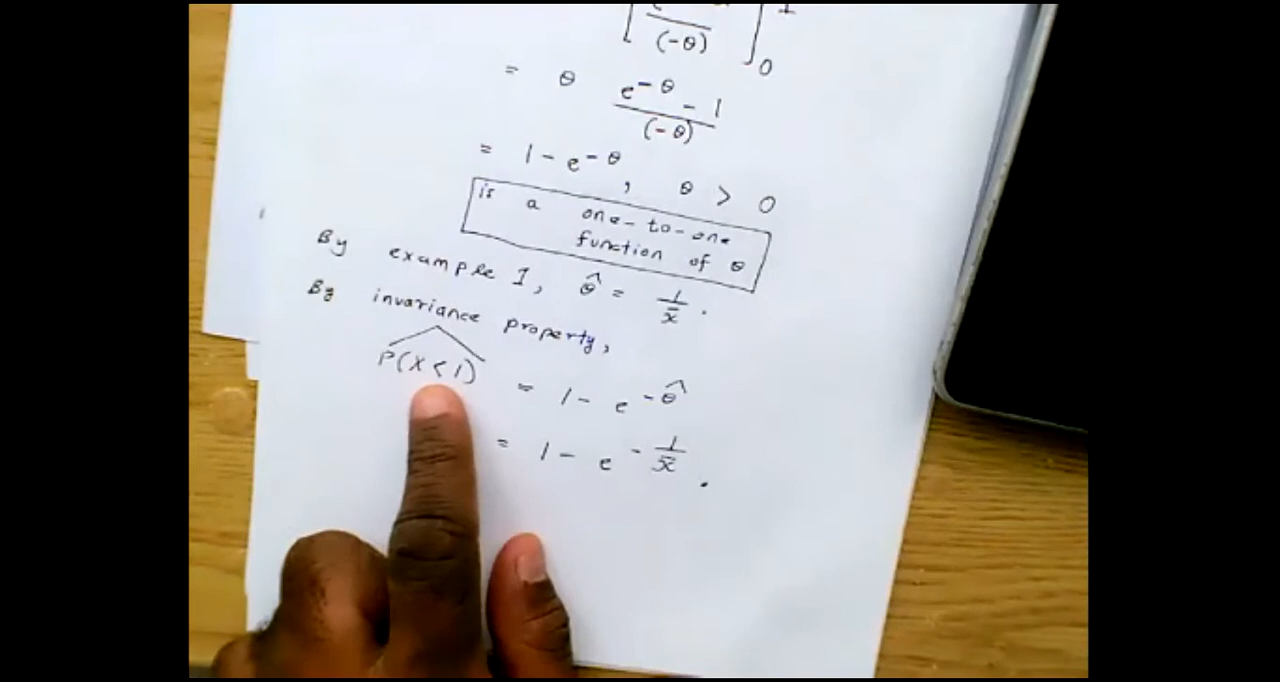 (-θ) ]₀
= θ (e^{-θ} - 1)/(-θ)
= 1 - e^{-θ}, θ > 0
is a one-to-one
function of θ
By example 1, θ̂ = 1/x̄.
By invariance property,
P(X < 1)^ = 1 - e^{-θ̂}
= 1 - e^{-1/x̄}.